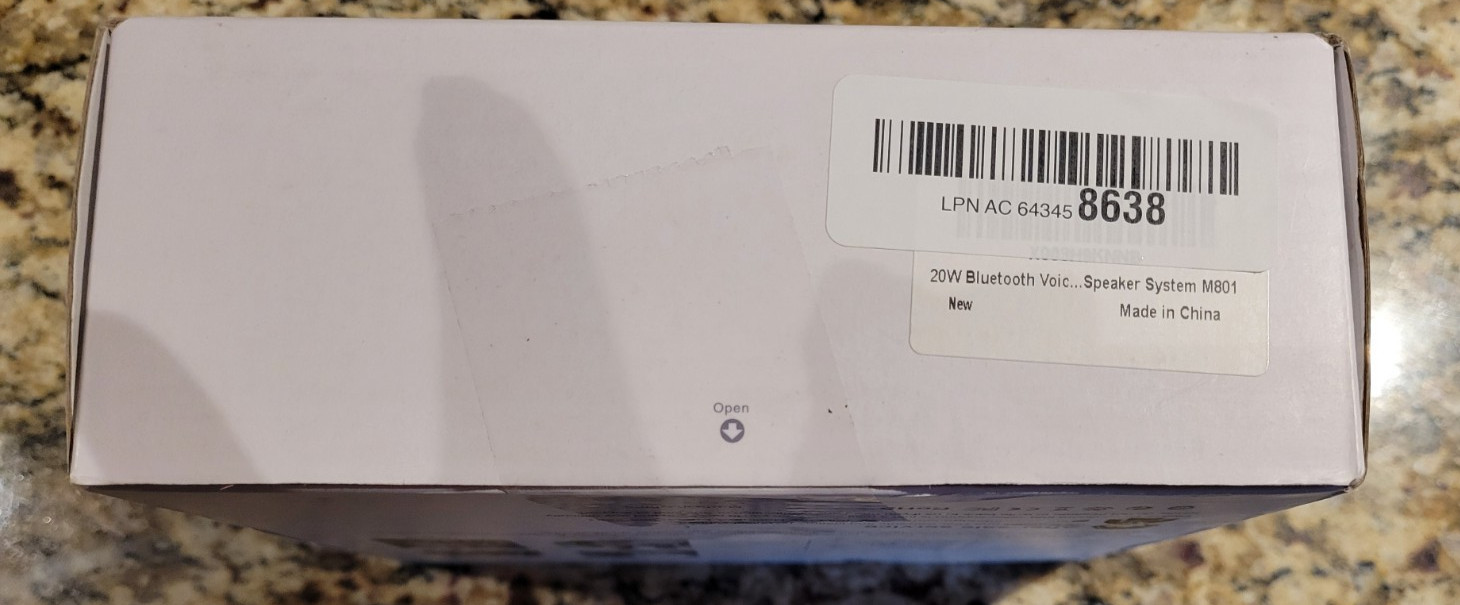 LPN AC 64345 8638
20W Bluetooth Voic...Speaker System M801
New Made in China
Open